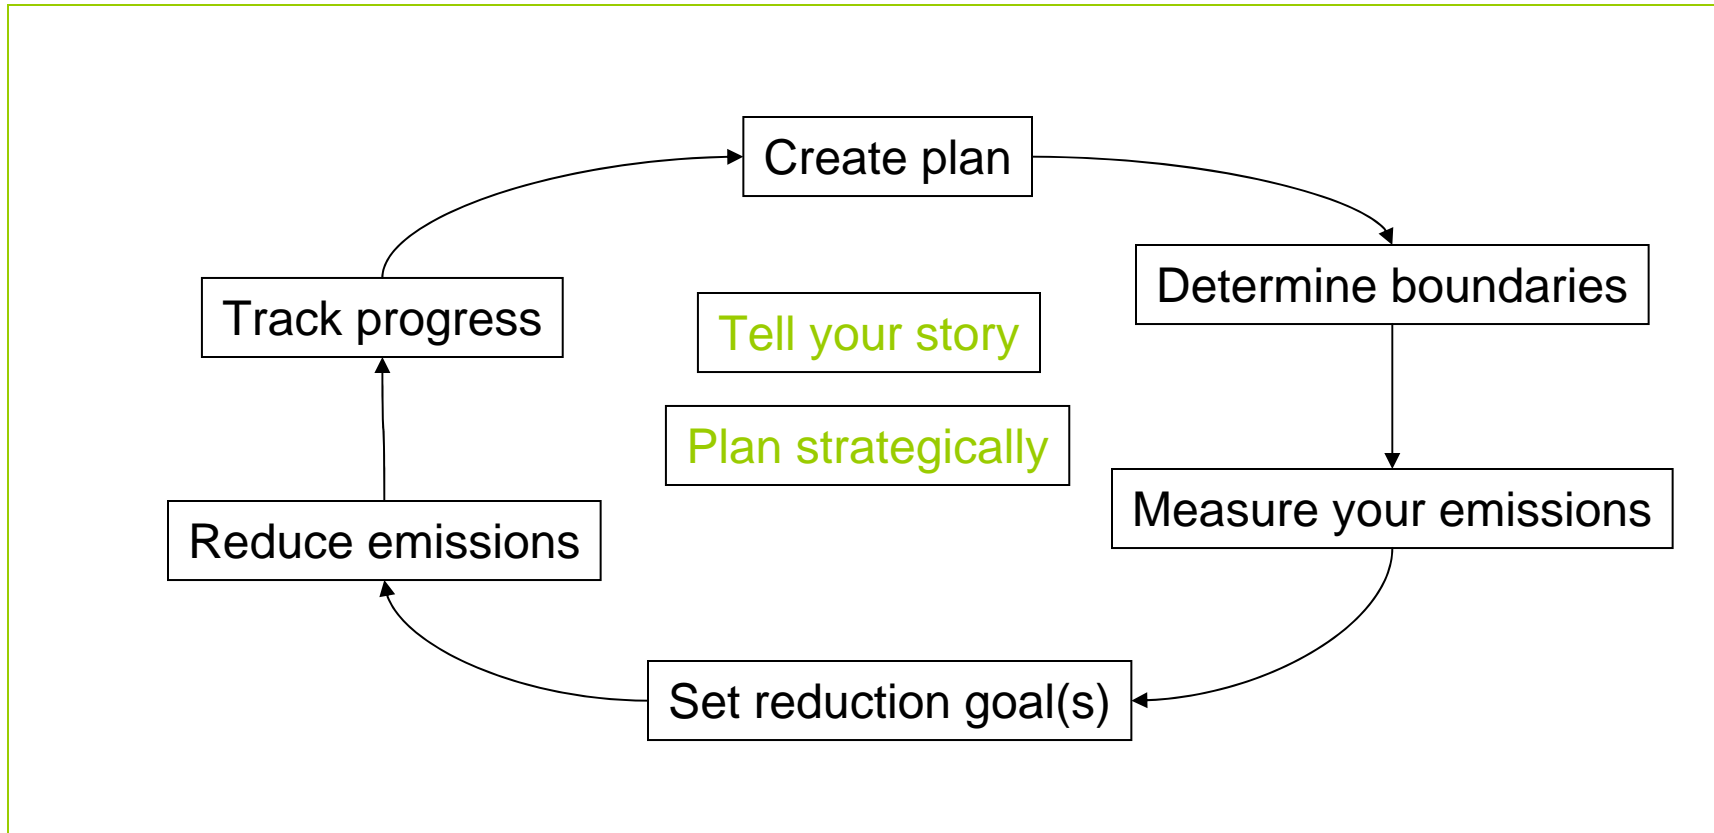 Create plan
Determine boundaries
Track progress
Tell your story
Plan strategically
Measure your emissions
Reduce emissions
Set reduction goal(s)